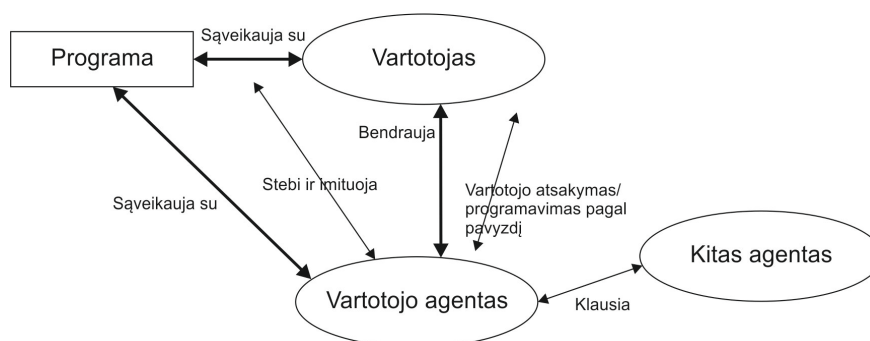 Sąveikauja su
Programa
Vartotojas
Bendrauja
Stebi ir imituoja
Vartotojo atsakymas/
programavimas pagal
pavyzdį
Sąveikauja su
Kitas agentas
Vartotojo agentas
Klausia